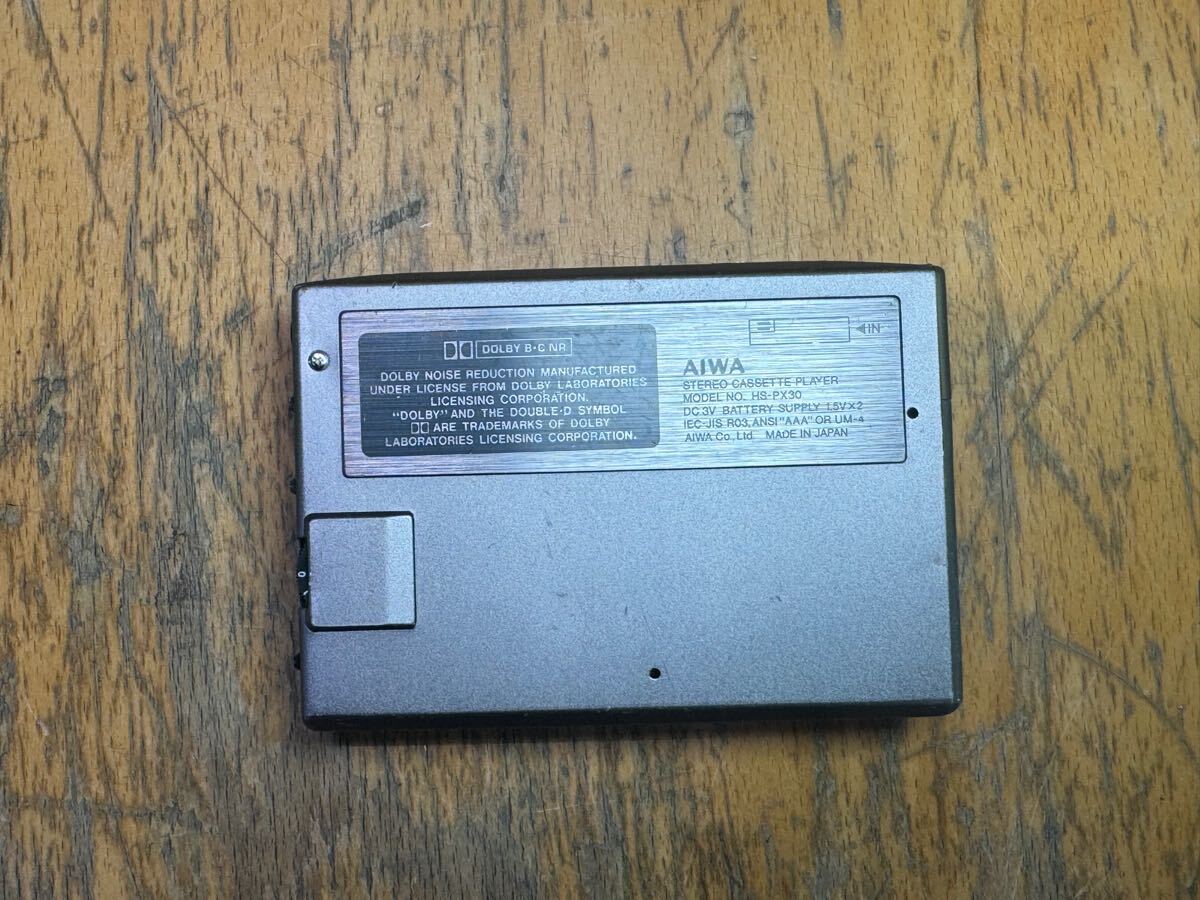 DOLBY B·C NR
DOLBY NOISE REDUCTION MANUFACTURED
UNDER LICENSE FROM DOLBY LABORATORIES
LICENSING CORPORATION.
"DOLBY" AND THE DOUBLE-D SYMBOL
ARE TRADEMARKS OF DOLBY
LABORATORIES LICENSING CORPORATION.
◀IN
AIWA
STEREO CASSETTE PLAYER
MODEL NO. HS-PX30
DC 3V BATTERY SUPPLY 1.5V×2
IEC-JIS R03, ANSI "AAA" OR UM-4
AIWA Co., Ltd MADE IN JAPAN
0